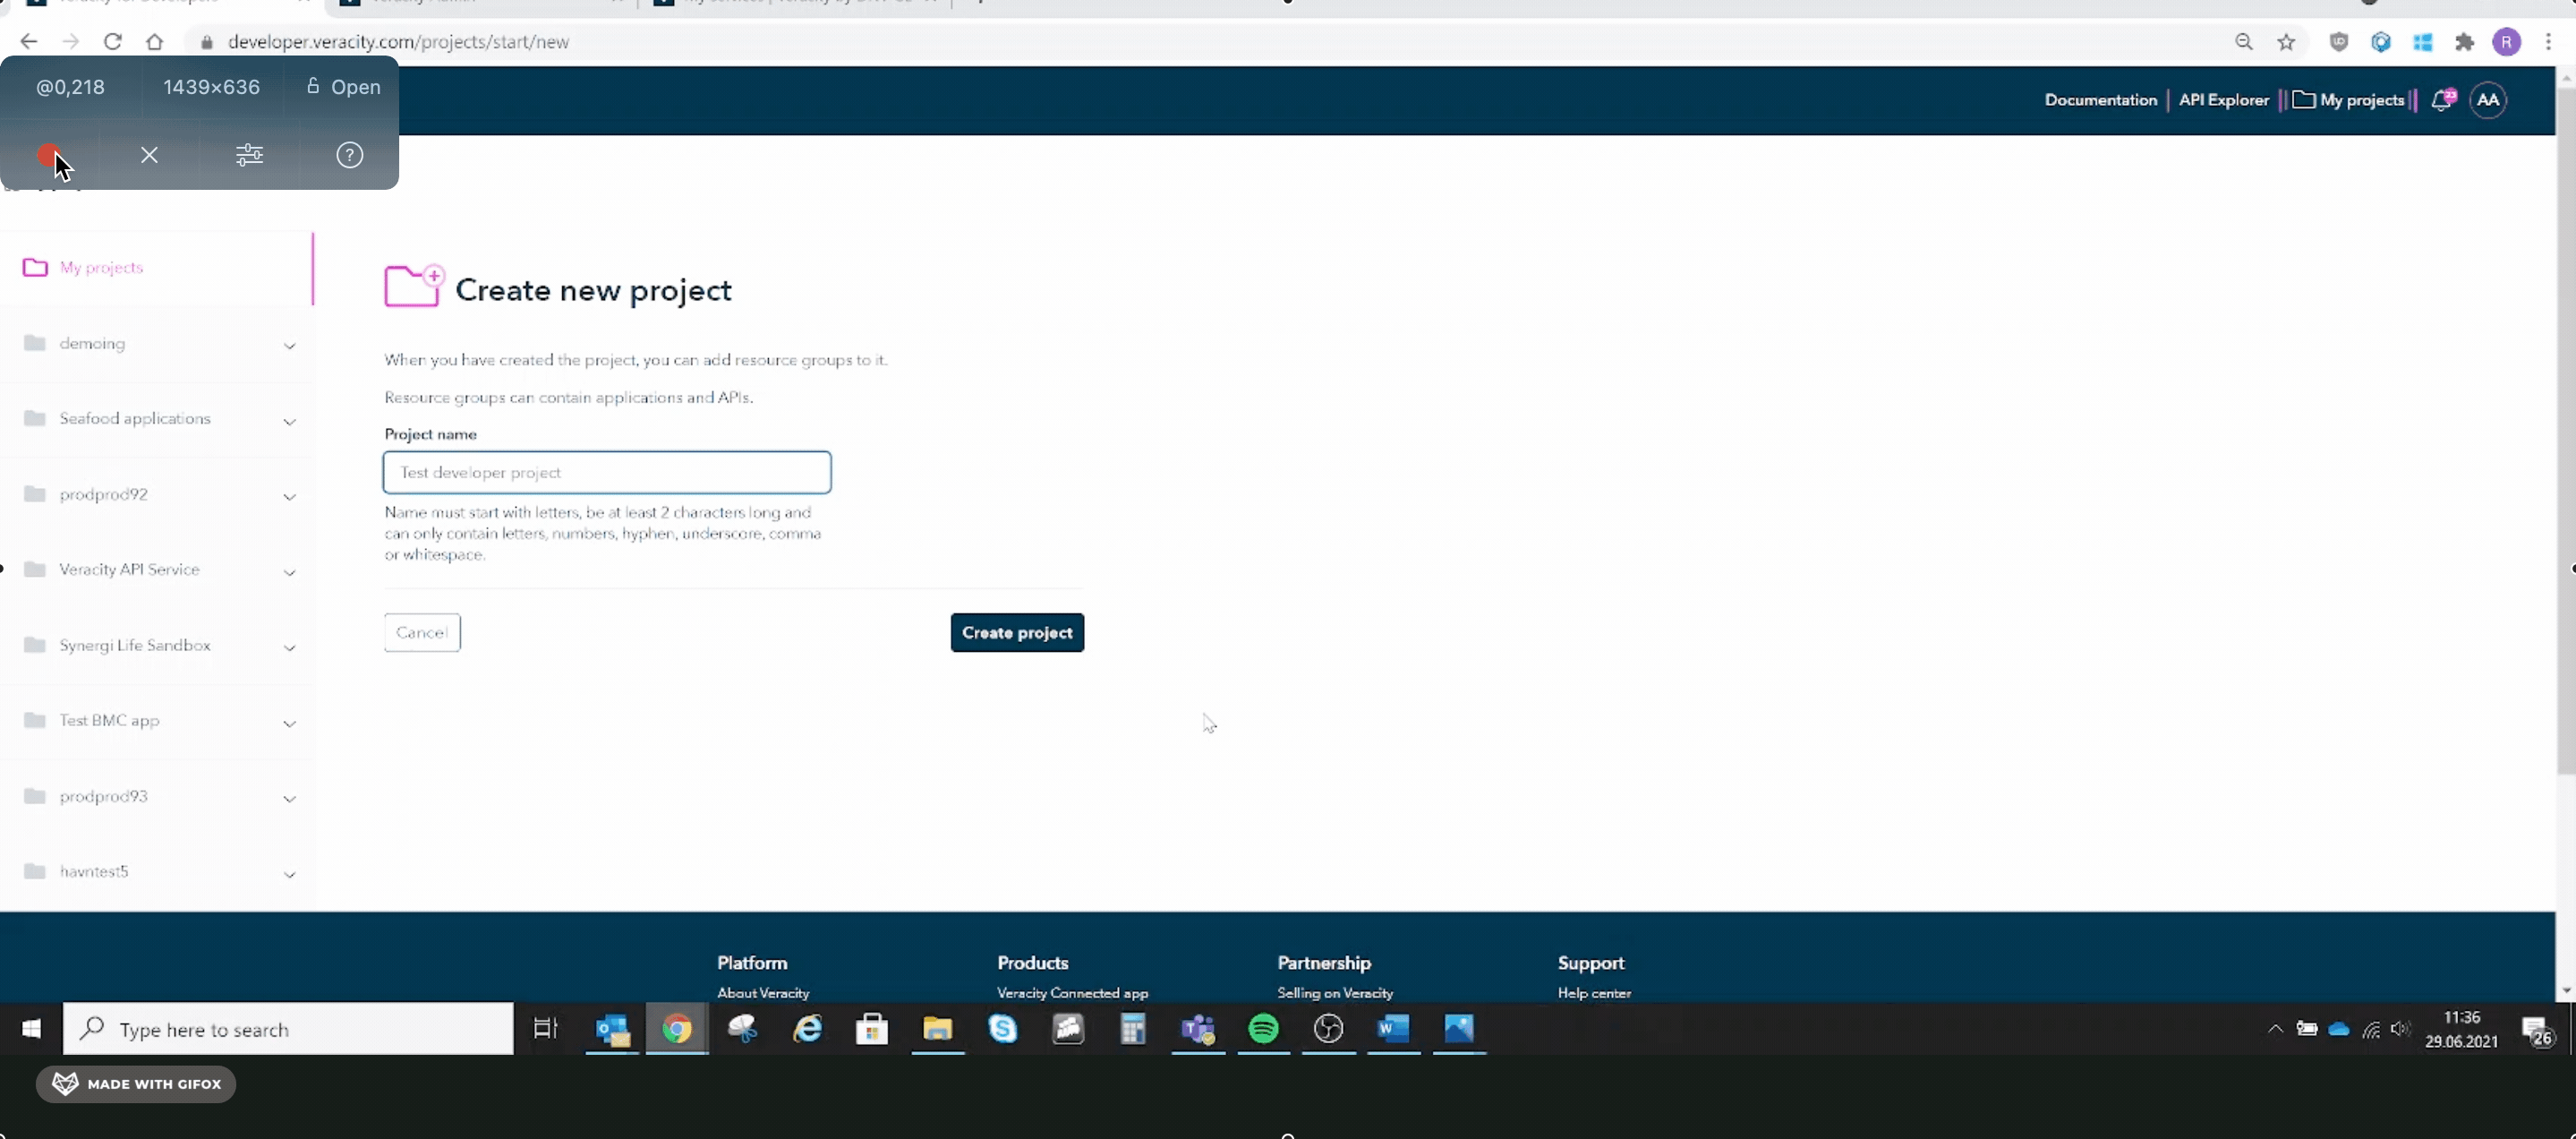 developer.veracity.com/projects/start/new
R
@0,218
1439×636
Open
?
Documentation
API Explorer
My projects
23
AA
My projects
demoing
Seafood applications
prodprod92
Veracity API Service
Synergi Life Sandbox
Test BMC app
prodprod93
havntest5
Create new project
When you have created the project, you can add resource groups to it.
Resource groups can contain applications and APIs.
Project name
Test developer project
Name must start with letters, be at least 2 characters long and
can only contain letters, numbers, hyphen, underscore, comma
or whitespace.
Cancel
Create project
Platform
Products
Partnership
Support
About Veracity
Veracity Connected app
Selling on Veracity
Help center
Type here to search
11:36
29.06.2021
26
MADE WITH GIFOX